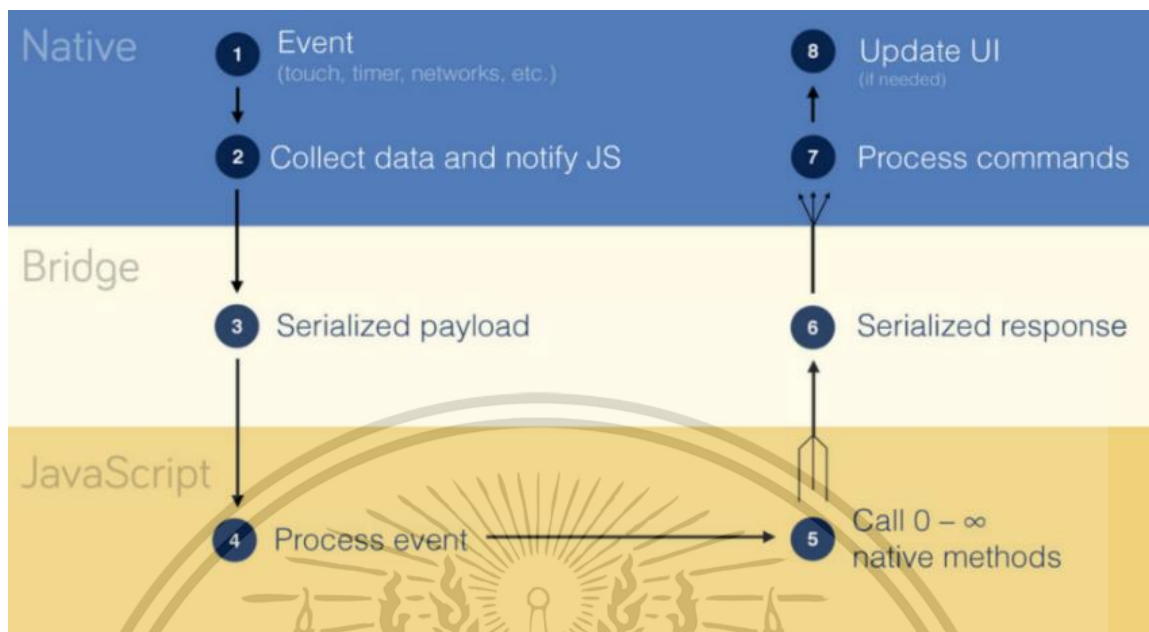 Native
1 Event
(touch, timer, networks, etc.)
2 Collect data and notify JS
8 Update UI
(if needed)
7 Process commands
Bridge
3 Serialized payload
6 Serialized response
JavaScript
4 Process event
5 Call 0 – ∞
native methods